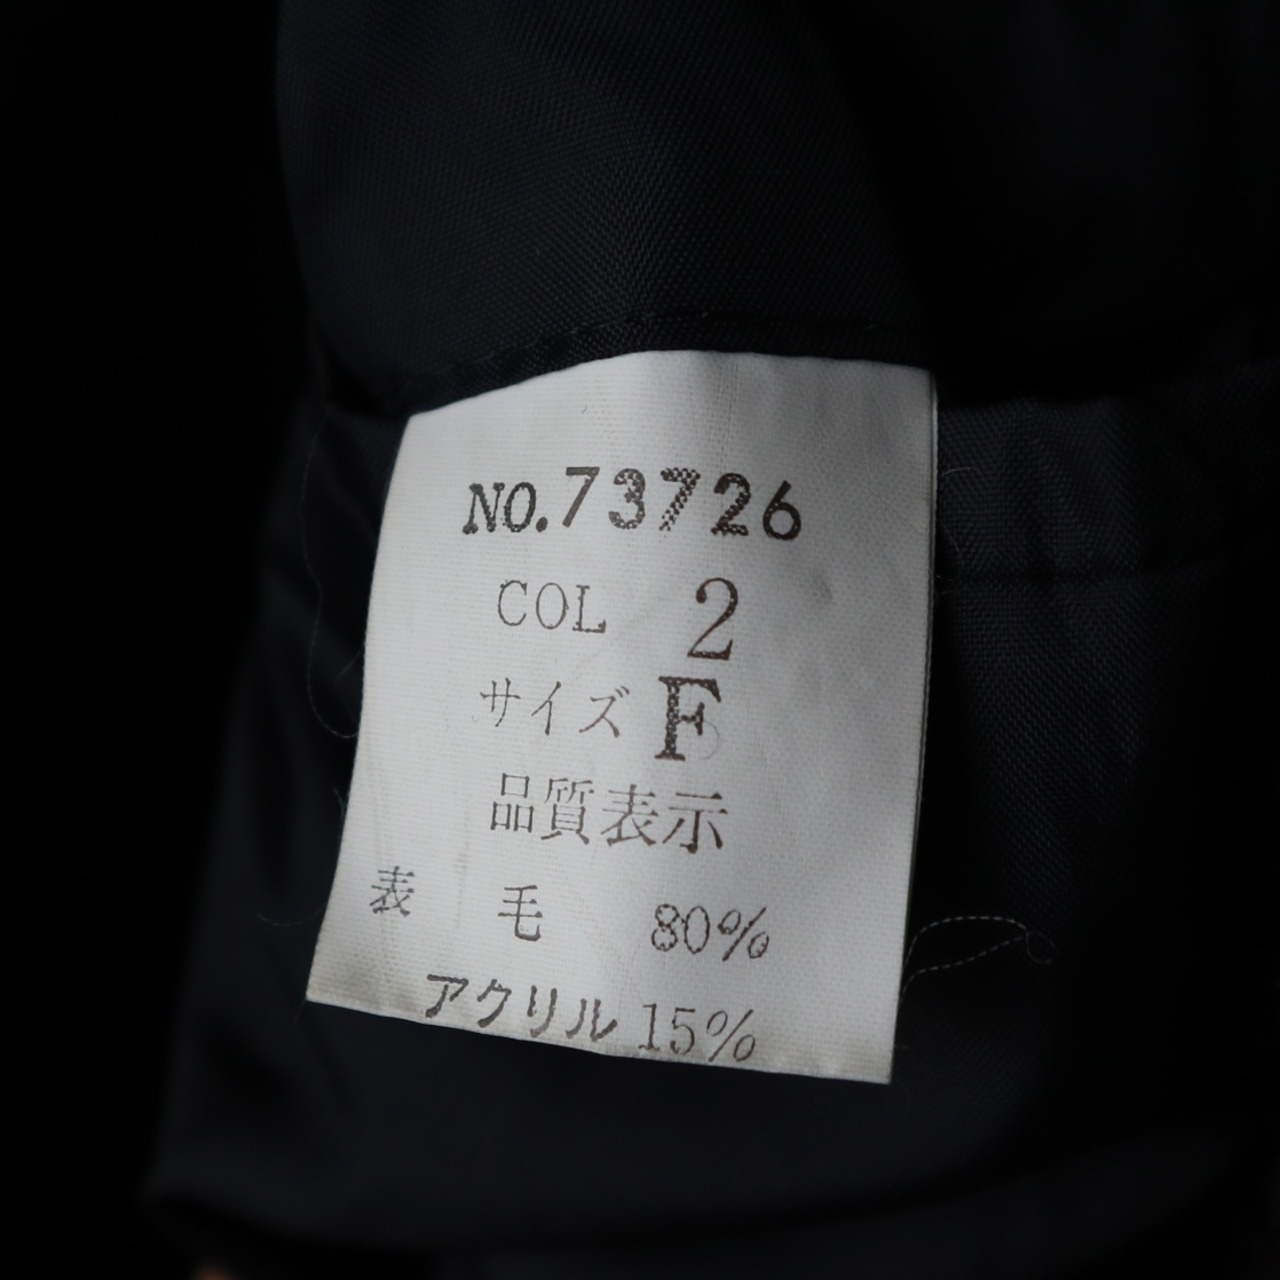 NO.73726
COL 2
サイズ F
品質表示
表 毛 80%
アクリル 15%